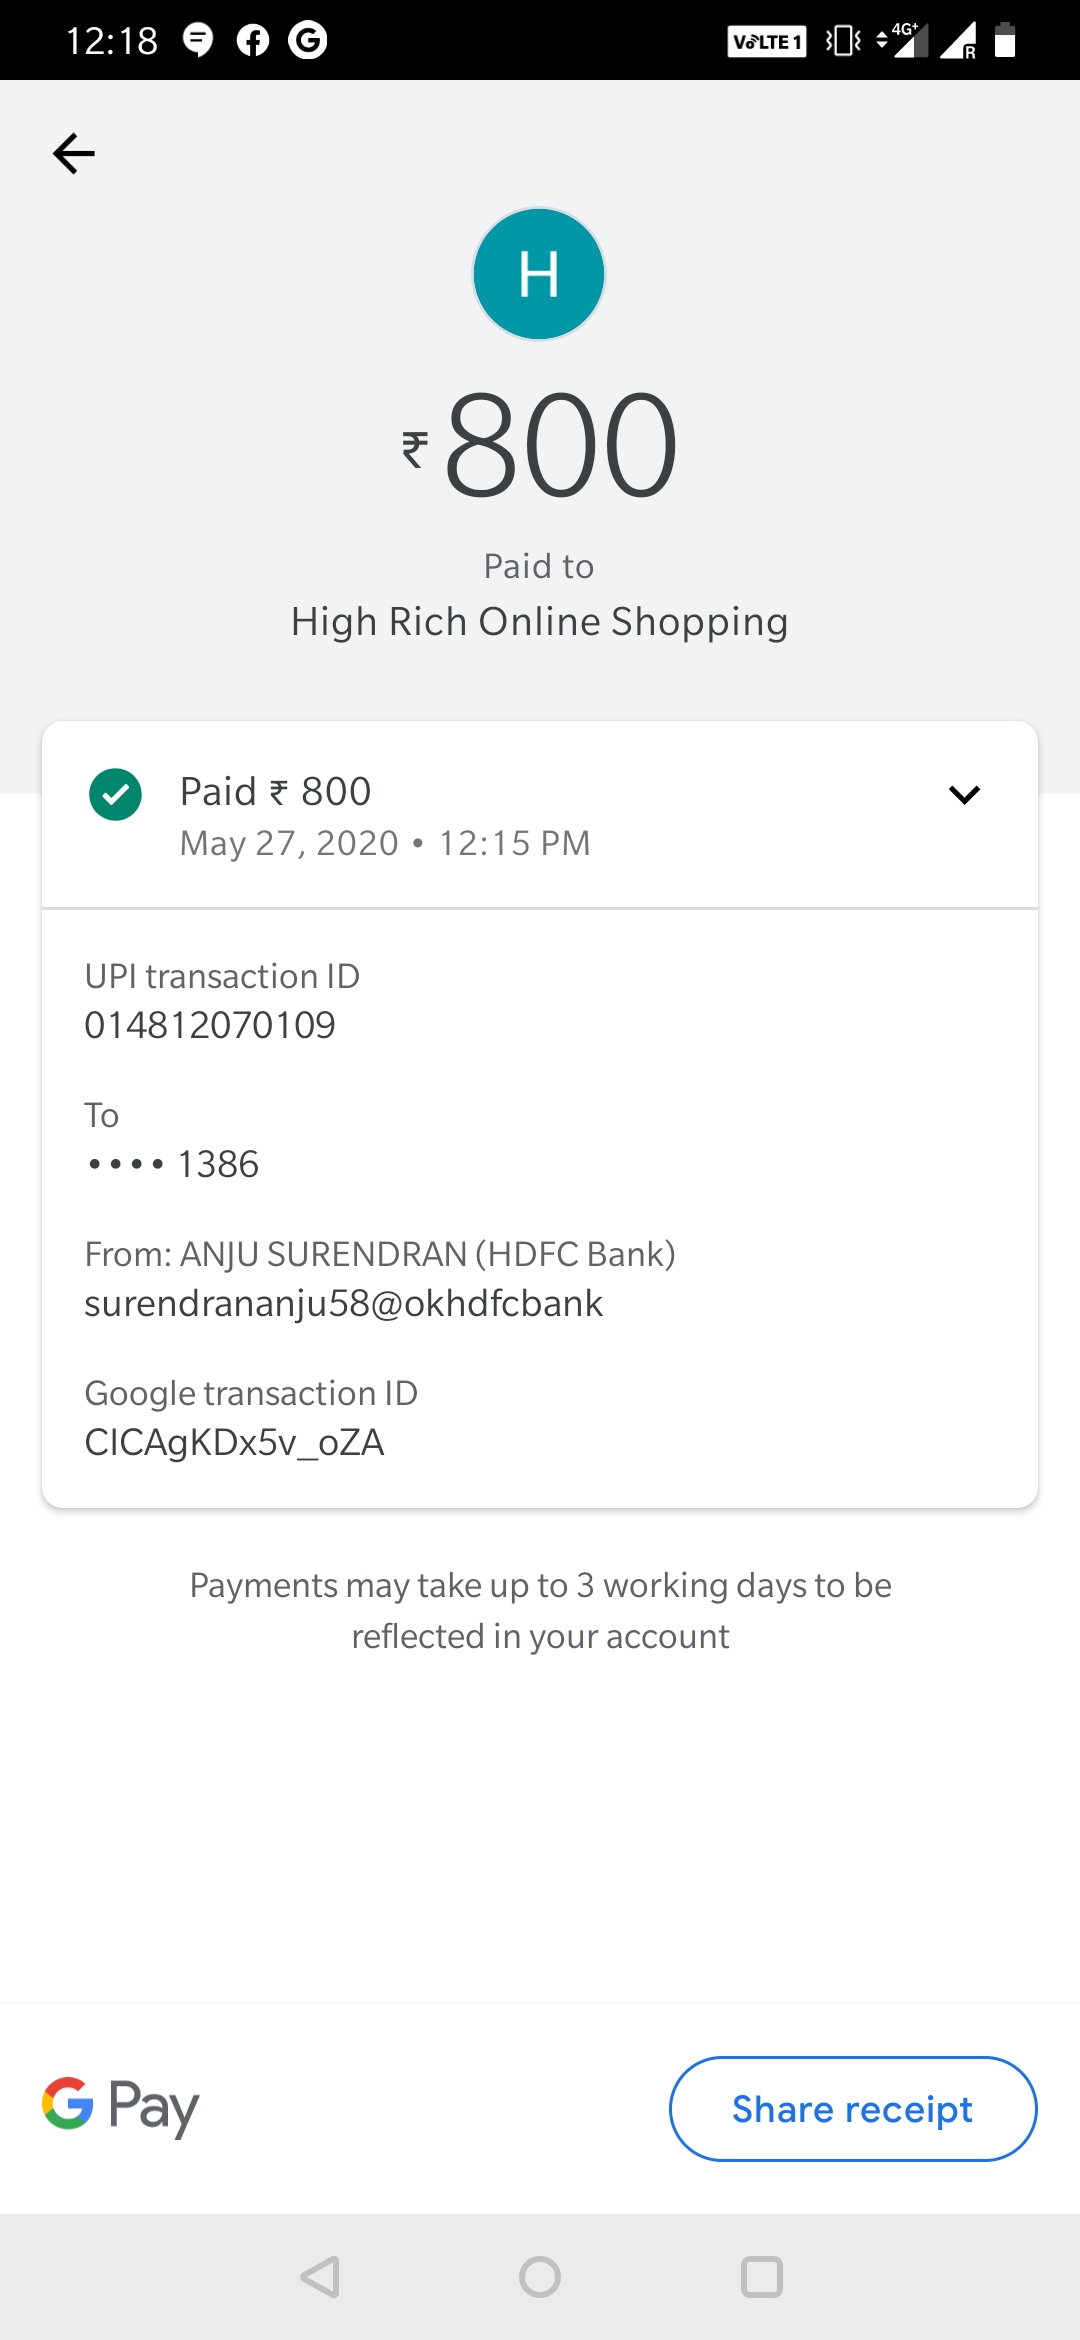 12:18 VoLTE 1 4G+ R
H
₹800
Paid to
High Rich Online Shopping
Paid ₹ 800
May 27, 2020 • 12:15 PM
UPI transaction ID
014812070109
To
•••• 1386
From: ANJU SURENDRAN (HDFC Bank)
surendrananju58@okhdfcbank
Google transaction ID
CICAgKDx5v_oZA
Payments may take up to 3 working days to be
reflected in your account
G Pay
Share receipt